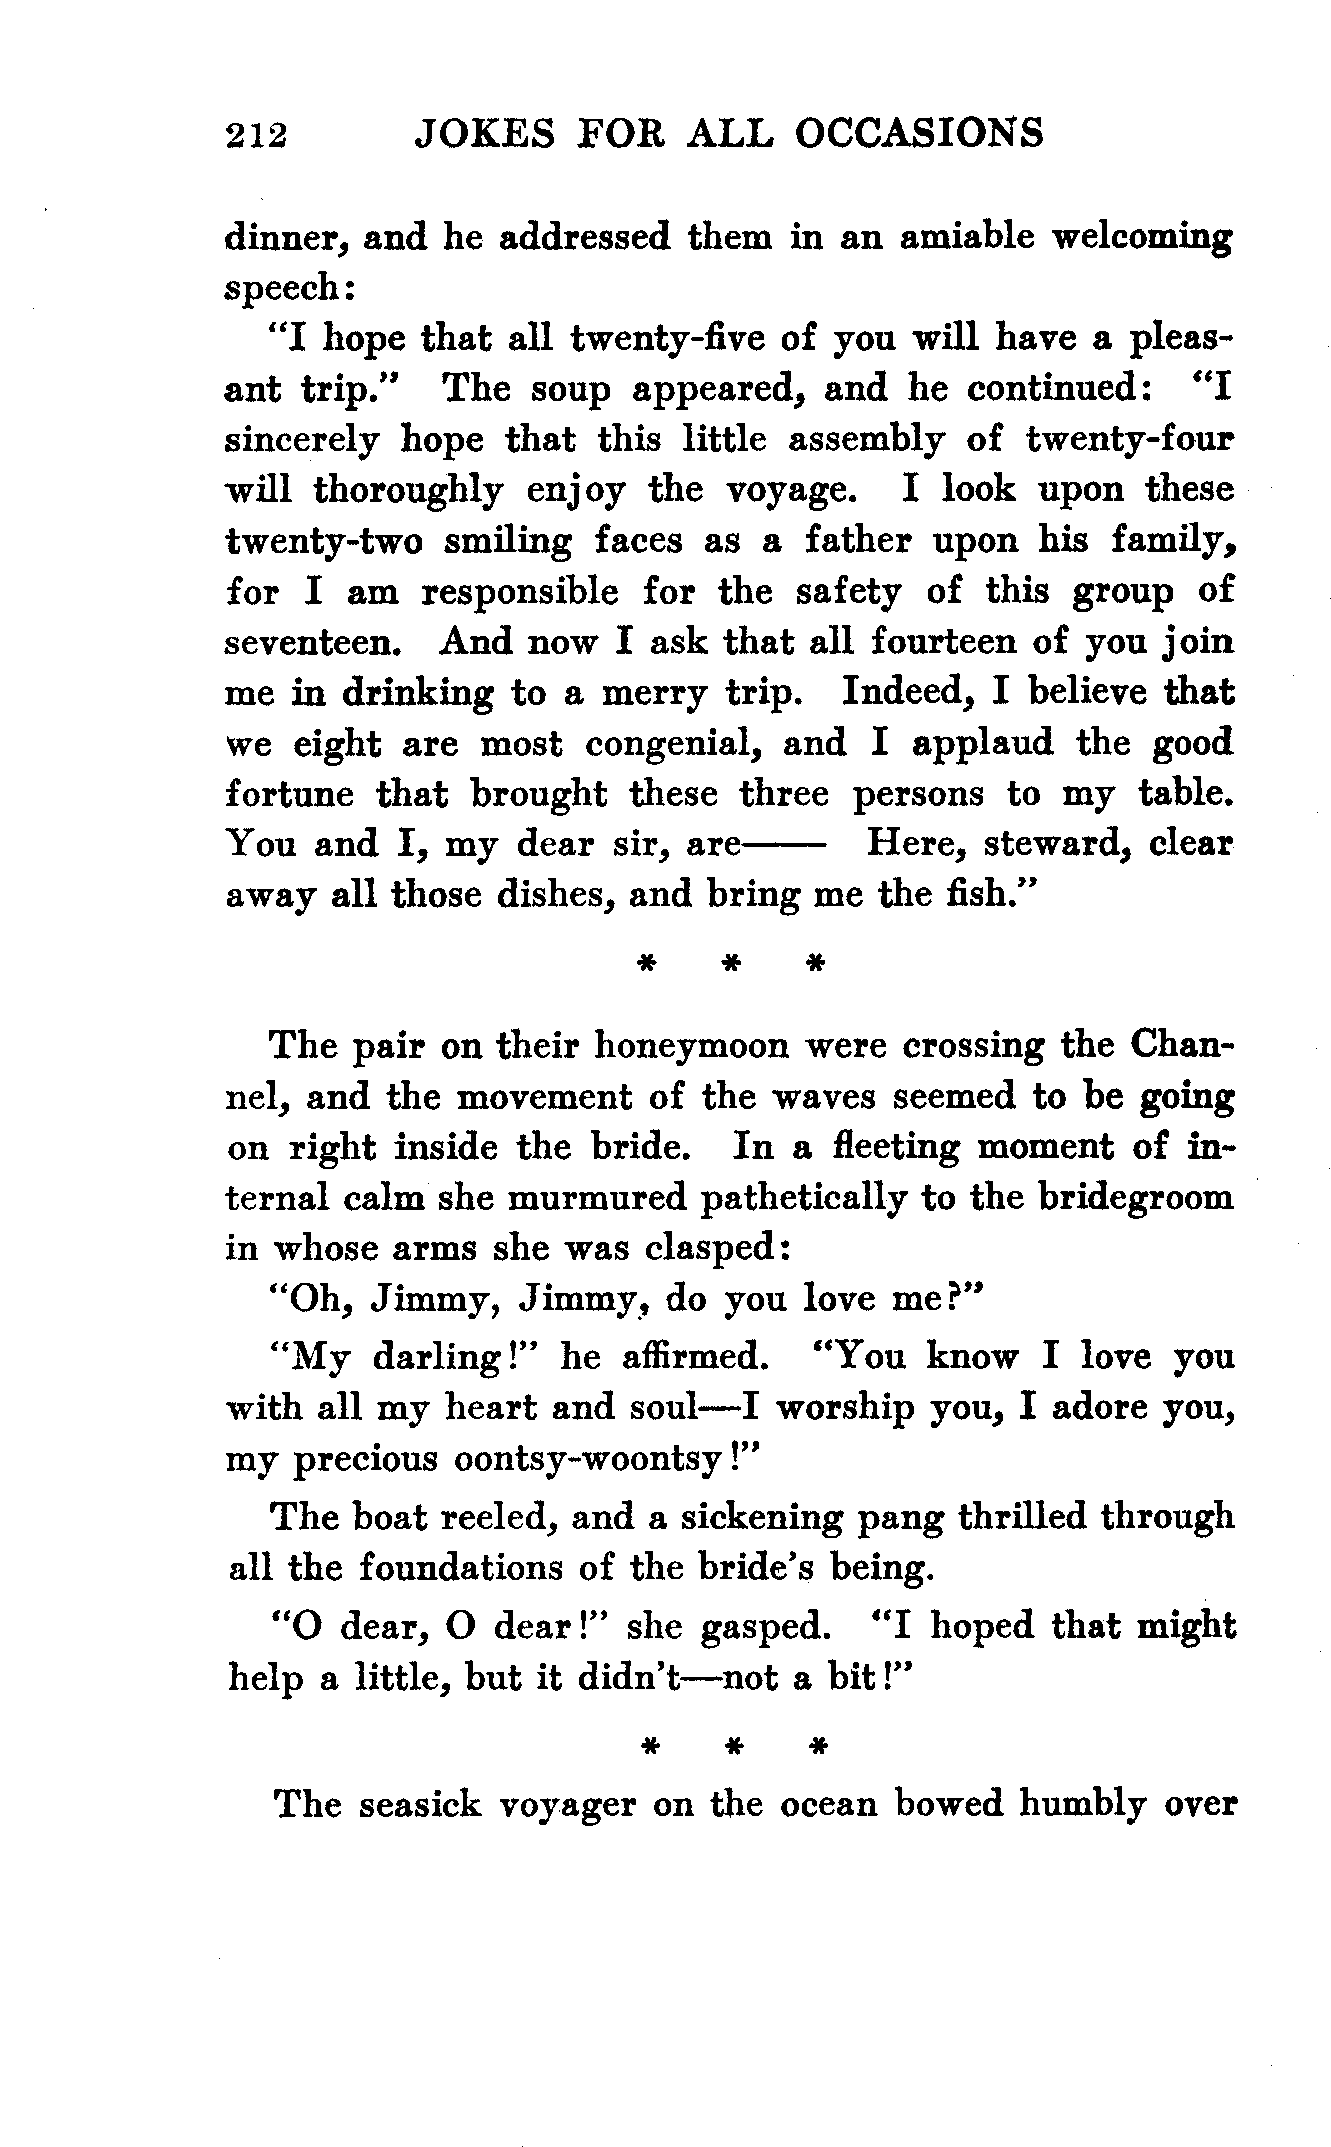 212 JOKES FOR ALL OCCASIONS
dinner, and he addressed them in an amiable welcoming
speech:
"I hope that all twenty-five of you will have a pleas-
ant trip." The soup appeared, and he continued: "I
sincerely hope that this little assembly of twenty-four
will thoroughly enjoy the voyage. I look upon these
twenty-two smiling faces as a father upon his family,
for I am responsible for the safety of this group of
seventeen. And now I ask that all fourteen of you join
me in drinking to a merry trip. Indeed, I believe that
we eight are most congenial, and I applaud the good
fortune that brought these three persons to my table.
You and I, my dear sir, are—— Here, steward, clear
away all those dishes, and bring me the fish."
* * *
The pair on their honeymoon were crossing the Chan-
nel, and the movement of the waves seemed to be going
on right inside the bride. In a fleeting moment of in-
ternal calm she murmured pathetically to the bridegroom
in whose arms she was clasped:
"Oh, Jimmy, Jimmy, do you love me?"
"My darling!" he affirmed. "You know I love you
with all my heart and soul—I worship you, I adore you,
my precious oontsy-woontsy!"
The boat reeled, and a sickening pang thrilled through
all the foundations of the bride's being.
"O dear, O dear!" she gasped. "I hoped that might
help a little, but it didn't—not a bit!"
* * *
The seasick voyager on the ocean bowed humbly over